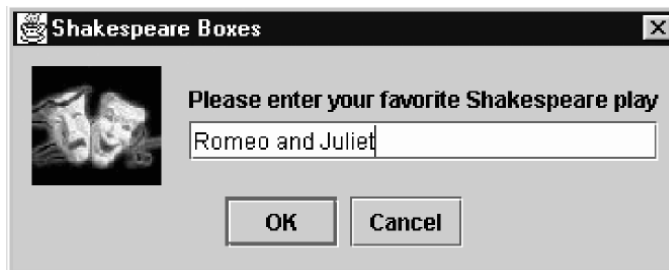 Shakespeare Boxes
Please enter your favorite Shakespeare play
Romeo and Juliet
OK Cancel